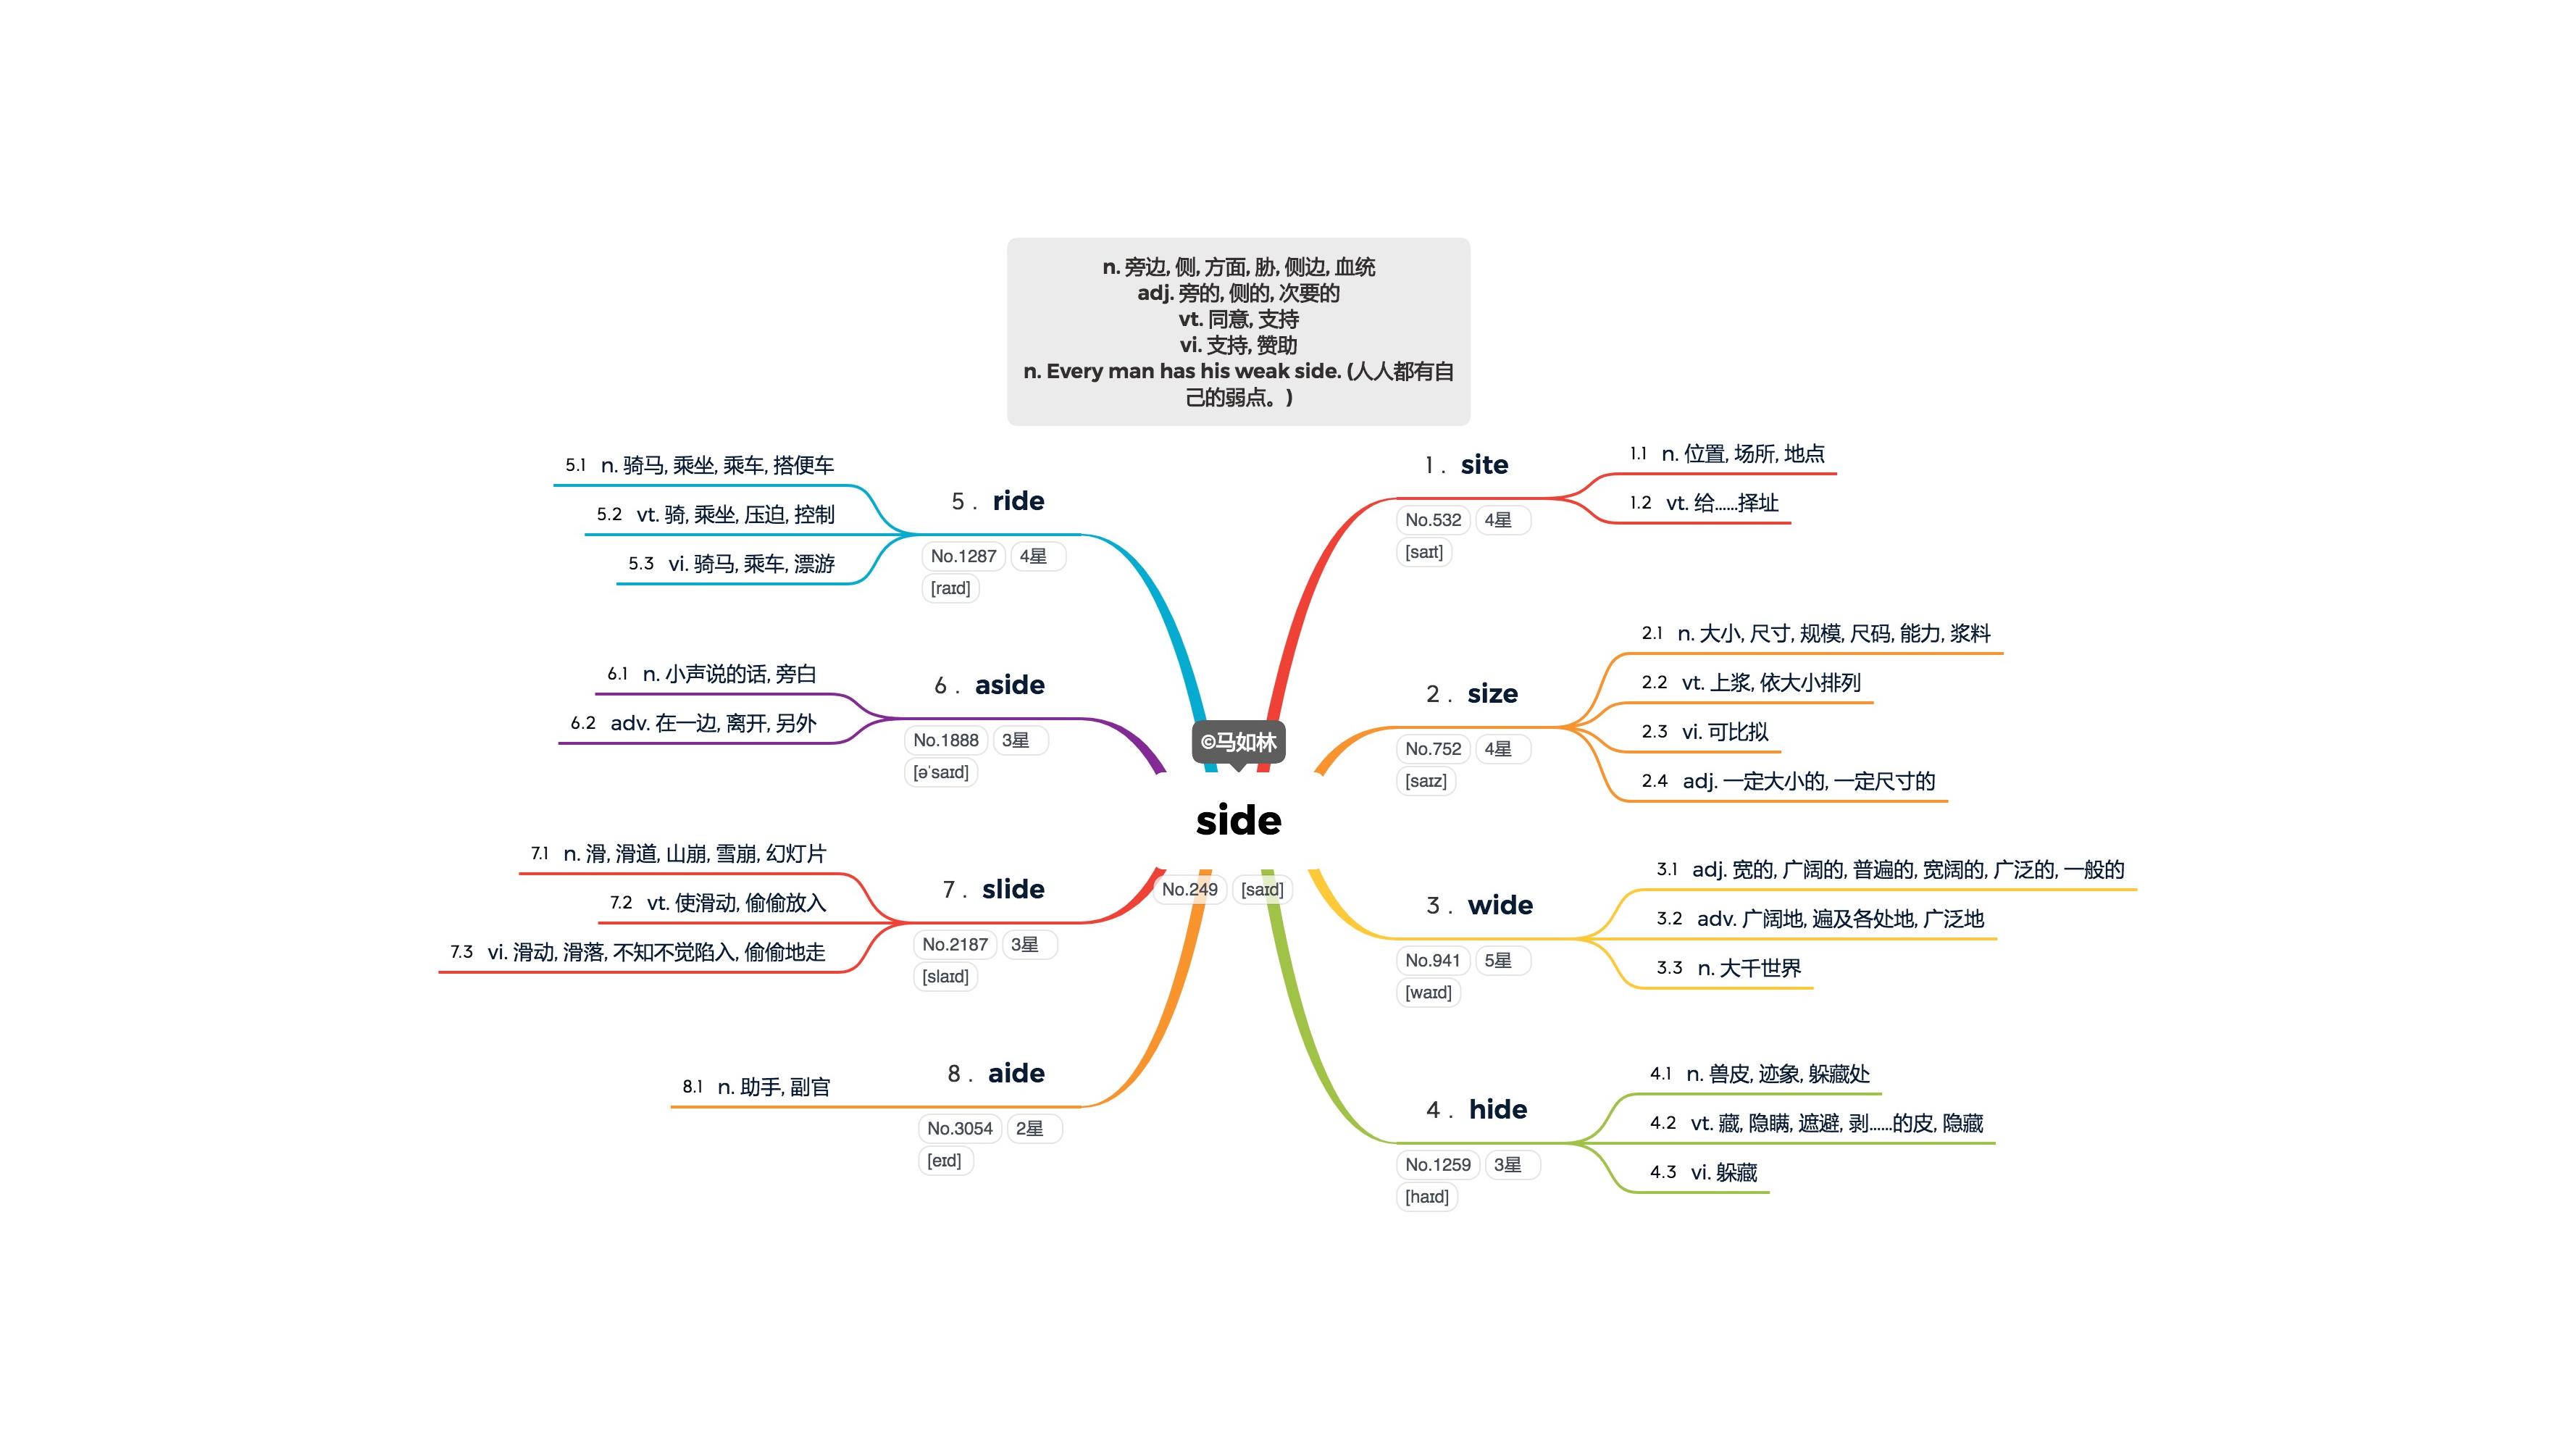 n. 旁边, 侧, 方面, 胁, 侧边, 血统
adj. 旁的, 侧的, 次要的
vt. 同意, 支持
vi. 支持, 赞助
n. Every man has his weak side. (人人都有自
己的弱点。)
©马如林
side
No.249 [saɪd]
1. site
No.532 4星
[saɪt]
1.1 n. 位置, 场所, 地点
1.2 vt. 给......择址
2. size
No.752 4星
[saɪz]
2.1 n. 大小, 尺寸, 规模, 尺码, 能力, 浆料
2.2 vt. 上浆, 依大小排列
2.3 vi. 可比拟
2.4 adj. 一定大小的, 一定尺寸的
3. wide
No.941 5星
[waɪd]
3.1 adj. 宽的, 广阔的, 普遍的, 宽阔的, 广泛的, 一般的
3.2 adv. 广阔地, 遍及各处地, 广泛地
3.3 n. 大千世界
4. hide
No.1259 3星
[haɪd]
4.1 n. 兽皮, 迹象, 躲藏处
4.2 vt. 藏, 隐瞒, 遮避, 剥......的皮, 隐藏
4.3 vi. 躲藏
5. ride
No.1287 4星
[raɪd]
5.1 n. 骑马, 乘坐, 乘车, 搭便车
5.2 vt. 骑, 乘坐, 压迫, 控制
5.3 vi. 骑马, 乘车, 漂游
6. aside
No.1888 3星
[əˈsaɪd]
6.1 n. 小声说的话, 旁白
6.2 adv. 在一边, 离开, 另外
7. slide
No.2187 3星
[slaɪd]
7.1 n. 滑, 滑道, 山崩, 雪崩, 幻灯片
7.2 vt. 使滑动, 偷偷放入
7.3 vi. 滑动, 滑落, 不知不觉陷入, 偷偷地走
8. aide
No.3054 2星
[eɪd]
8.1 n. 助手, 副官